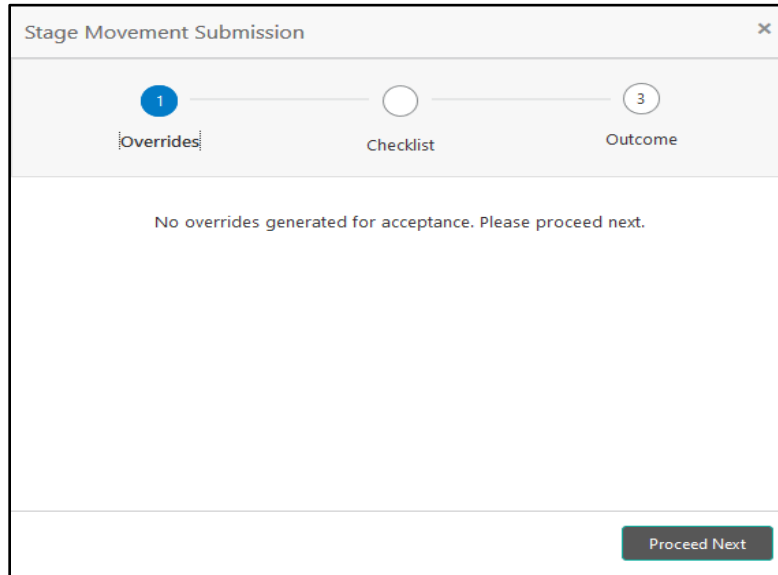 Stage Movement Submission ×
1
3
Overrides
Checklist
Outcome
No overrides generated for acceptance. Please proceed next.
Proceed Next